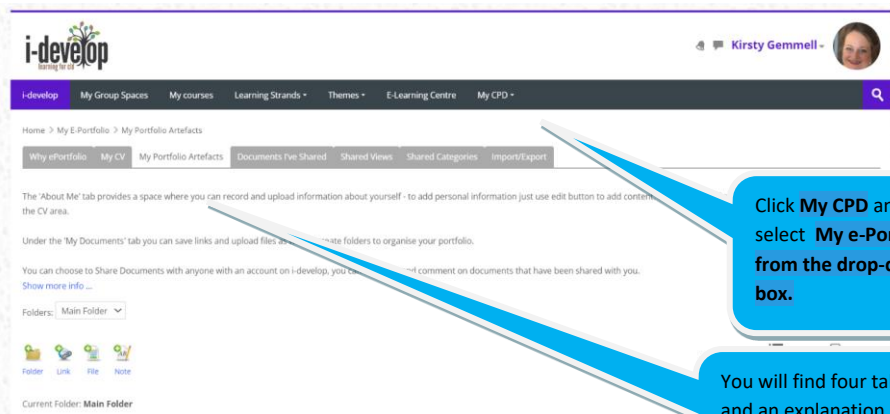 i-develop
learning for cld
Kirsty Gemmell
i-develop My Group Spaces My courses Learning Strands Themes E-Learning Centre My CPD
Home > My E-Portfolio > My Portfolio Artefacts
Why ePortfolio My CV My Portfolio Artefacts Documents I've Shared Shared Views Shared Categories Import/Export
The 'About Me' tab provides a space where you can record and upload information about yourself - to add personal information just use edit button to add content
the CV area.
Under the 'My Documents' tab you can save links and upload files as folders to organise your portfolio.
You can choose to Share Documents with anyone with an account on i-develop, you comment on documents that have been shared with you.
Show more info ...
Folders: Main Folder
Folder Link File Note
Current Folder: Main Folder
Click My CPD
select My e-Por
from the drop-
box.
You will find four
and an explanation